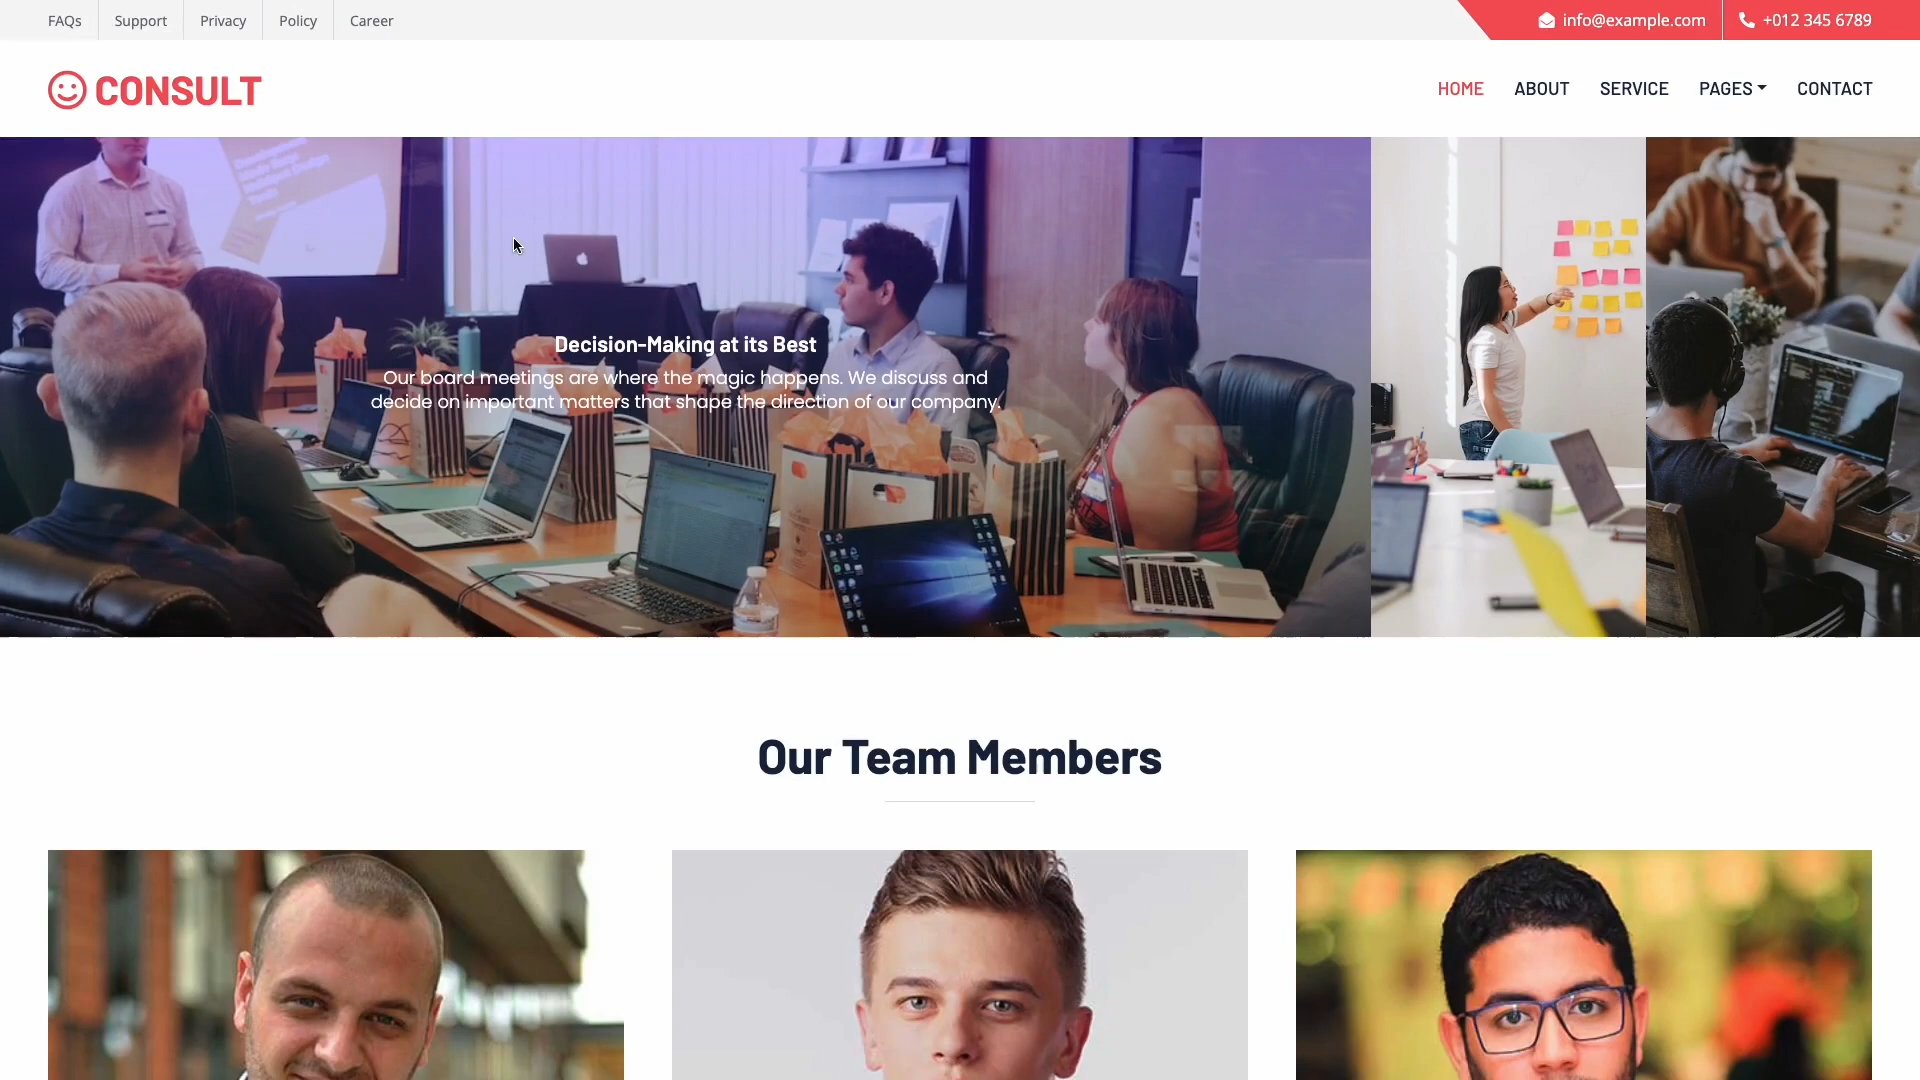 FAQs
Support
Privacy
Policy
Career
info@example.com
+012 345 6789
CONSULT
HOME
ABOUT
SERVICE
PAGES
CONTACT
Decision-Making at its Best
Our board meetings are where the magic happens. We discuss and
decide on important matters that shape the direction of our company.
Our Team Members